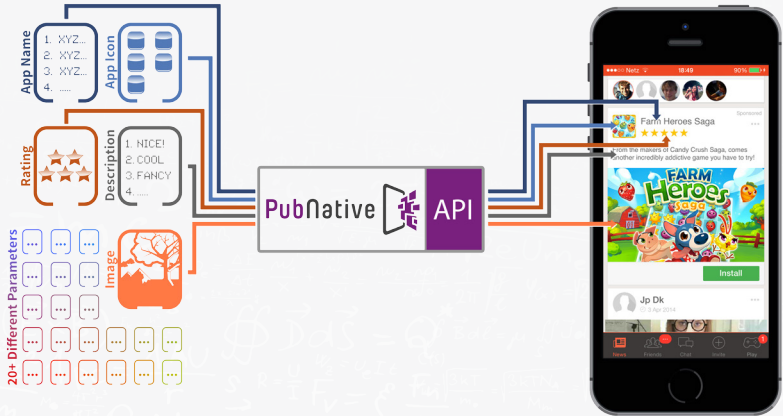 App Name
1. XYZ...
2. XYZ...
3. XYZ...
4. .....
App Icon
Rating
Description
1. NICE!
2. COOL
3. FANCY
4. .....
20+ Different Parameters
Image
PubNative
API
Netz
18:49
90%
Sponsored
Farm Heroes Saga
From the makers of Candy Crush Saga, comes
another incredibly addictive game you have to try!
FARM
Heroes
Saga
Install
Jp Dk
3 Apr 2014
News
Friends
Chat
Invite
Play
1